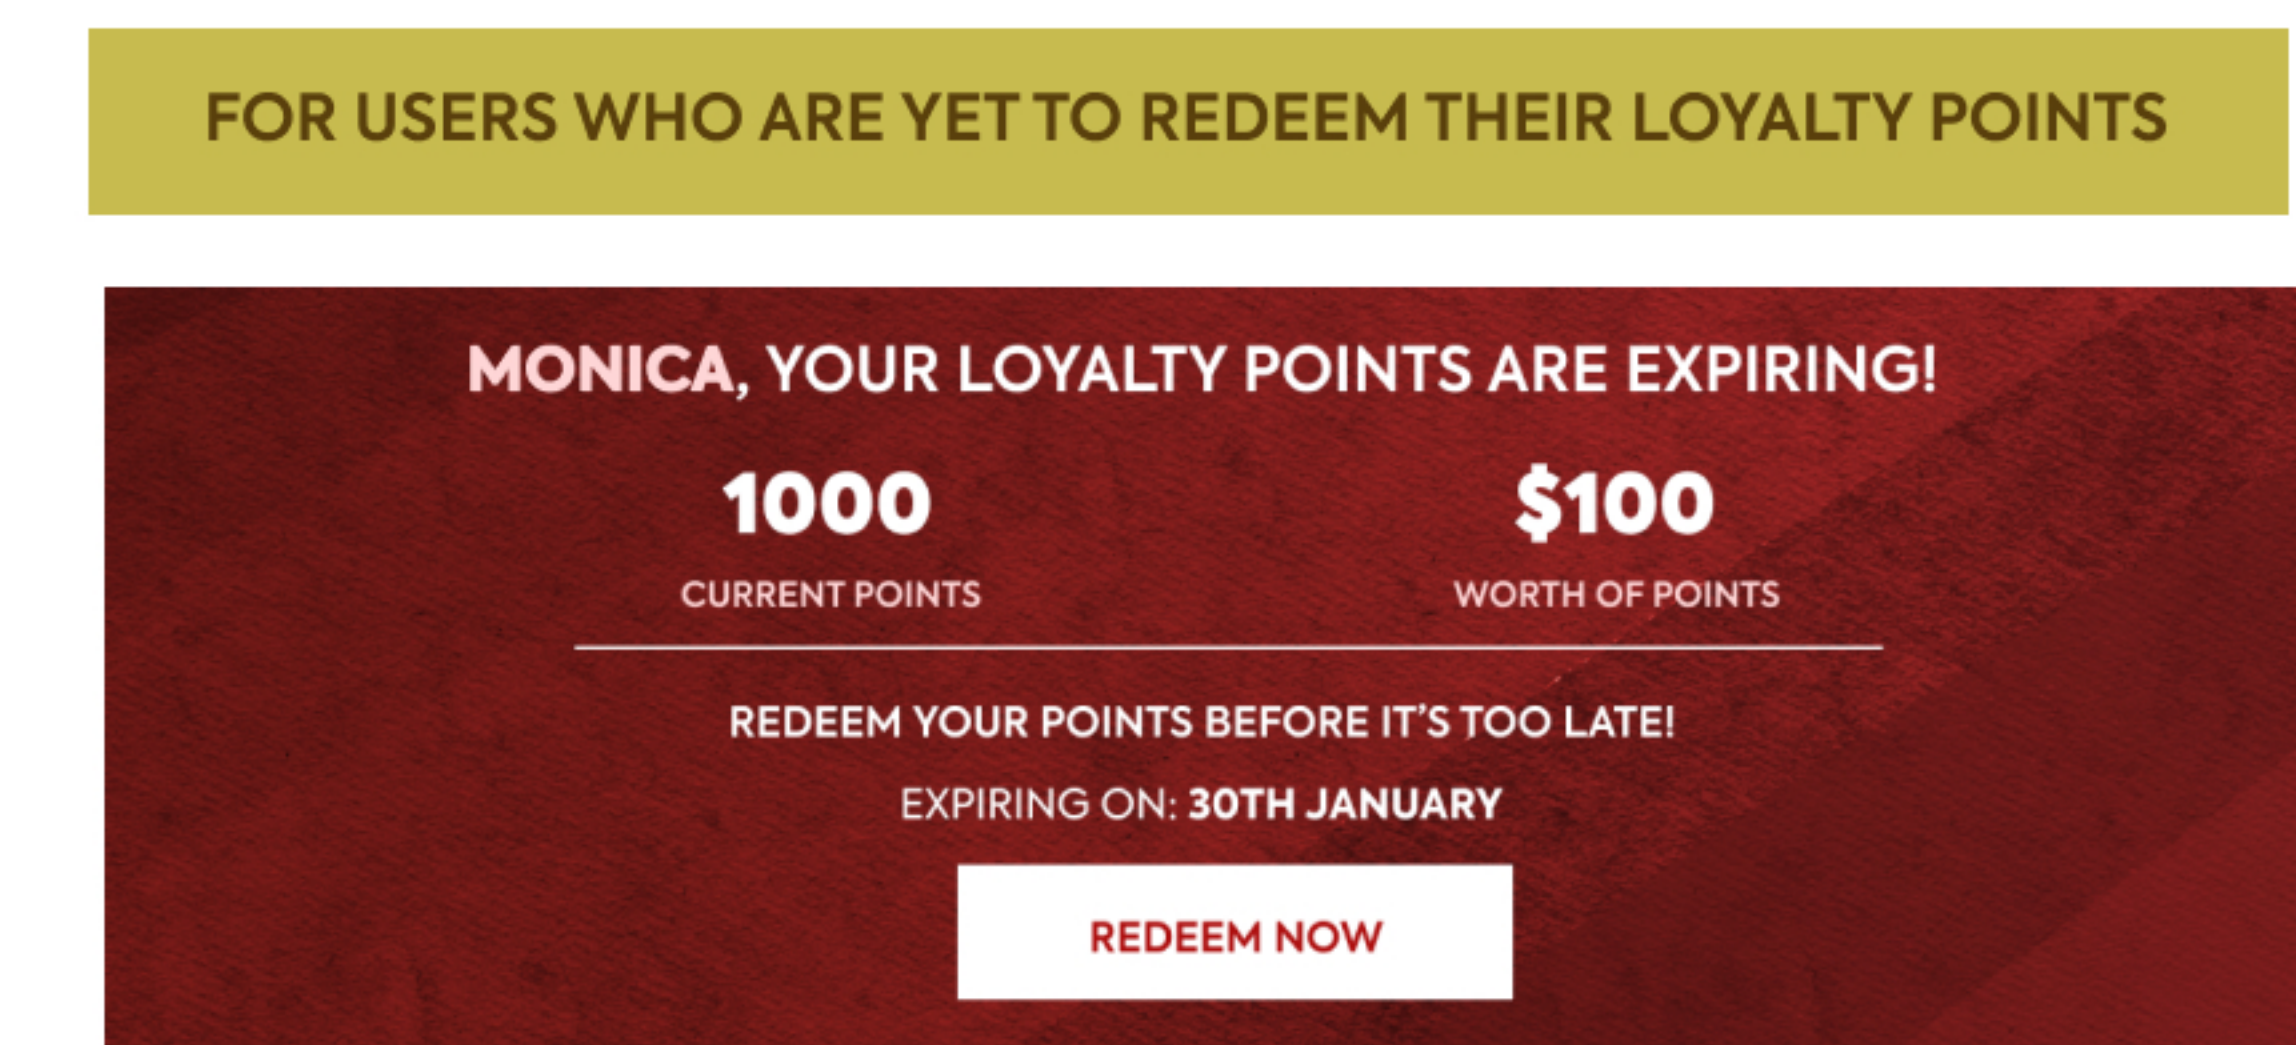 FOR USERS WHO ARE YET TO REDEEM THEIR LOYALTY POINTS
MONICA, YOUR LOYALTY POINTS ARE EXPIRING!
1000
CURRENT POINTS
$100
WORTH OF POINTS
REDEEM YOUR POINTS BEFORE IT’S TOO LATE!
EXPIRING ON: 30TH JANUARY
REDEEM NOW